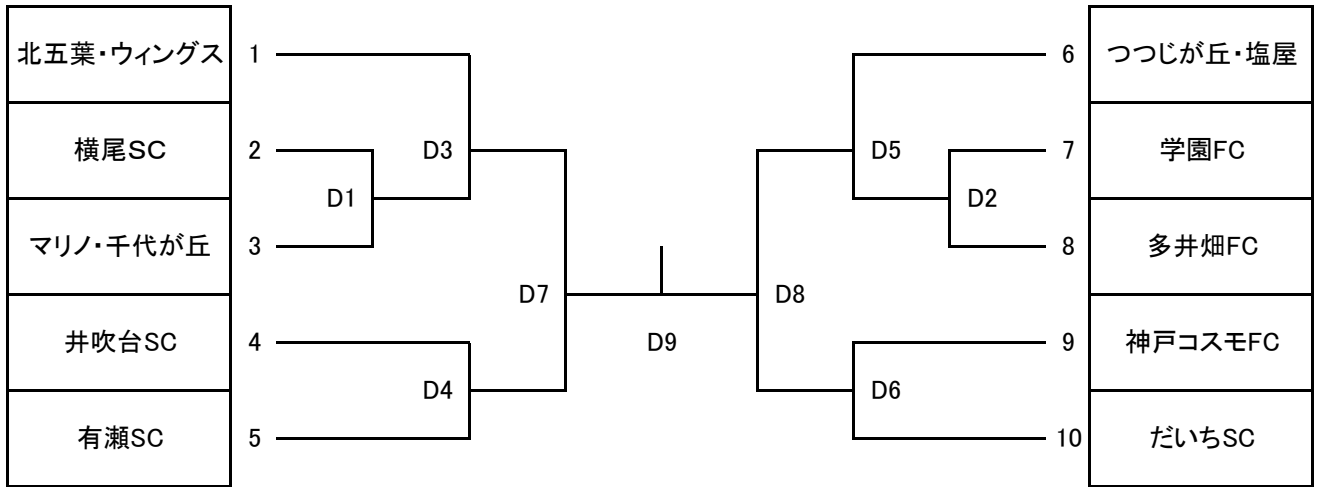 北五葉・ウィングス 1 6 つつじが丘・塩屋
横尾SC 2 D3 D5 7 学園FC
D1 D2
マリノ・千代が丘 3 8 多井畑FC
D7 D8
井吹台SC 4 D9 9 神戸コスモFC
D4 D6
有瀬SC 5 10 だいちSC